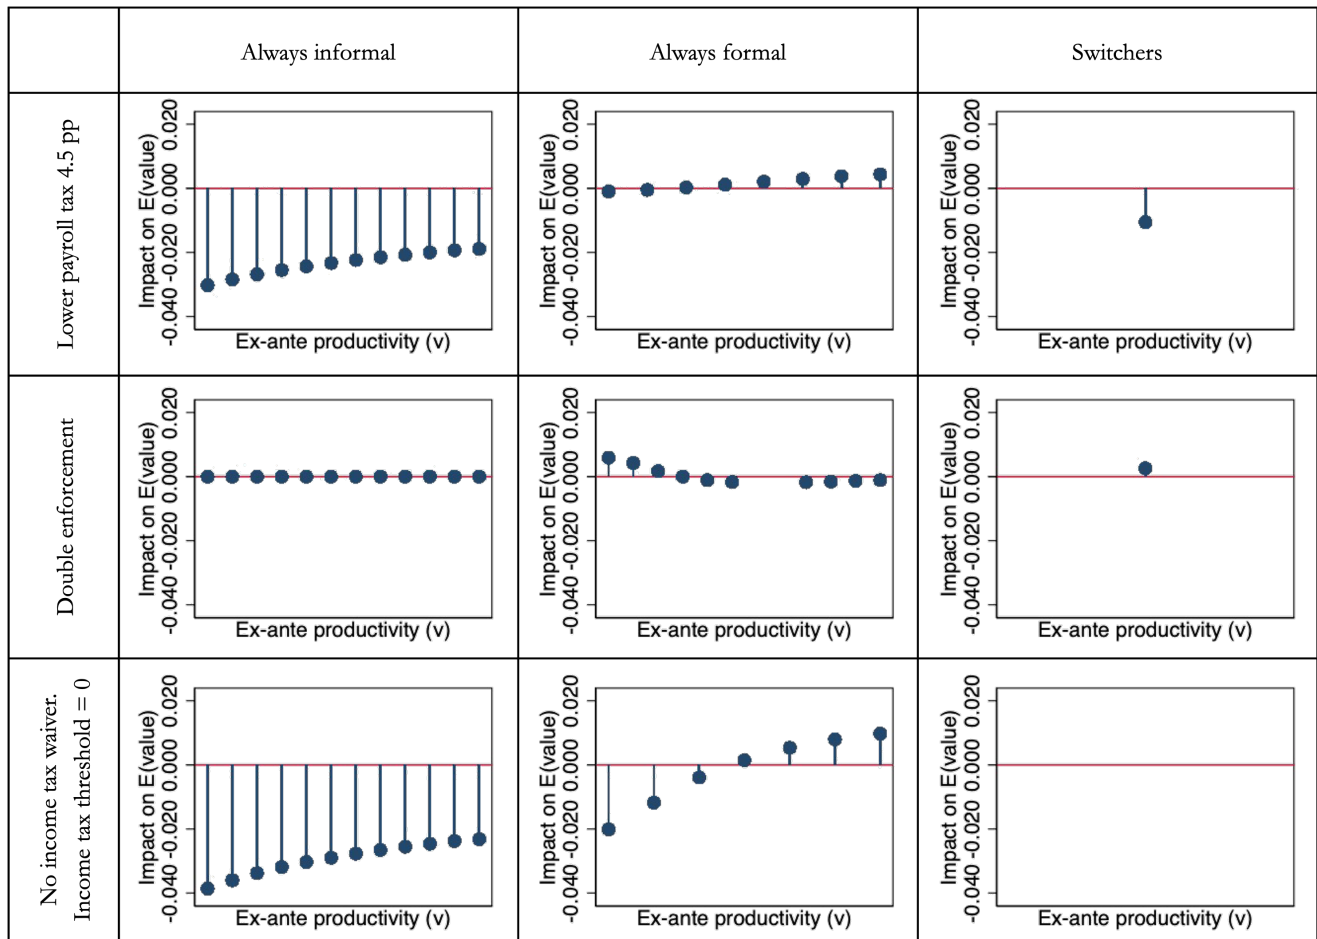 Always informal
Always formal
Switchers
Lower payroll tax 4.5 pp
Impact on E(value)
-0.040 -0.020 0.000 0.020
Ex-ante productivity (v)
Impact on E(value)
-0.040 -0.020 0.000 0.020
Ex-ante productivity (v)
Impact on E(value)
-0.040 -0.020 0.000 0.020
Ex-ante productivity (v)
Double enforcement
Impact on E(value)
-0.040 -0.020 0.000 0.020
Ex-ante productivity (v)
Impact on E(value)
-0.040 -0.020 0.000 0.020
Ex-ante productivity (v)
Impact on E(value)
-0.040 -0.020 0.000 0.020
Ex-ante productivity (v)
No income tax waiver.
Income tax threshold = 0
Impact on E(value)
-0.040 -0.020 0.000 0.020
Ex-ante productivity (v)
Impact on E(value)
-0.040 -0.020 0.000 0.020
Ex-ante productivity (v)
Impact on E(value)
-0.040 -0.020 0.000 0.020
Ex-ante productivity (v)